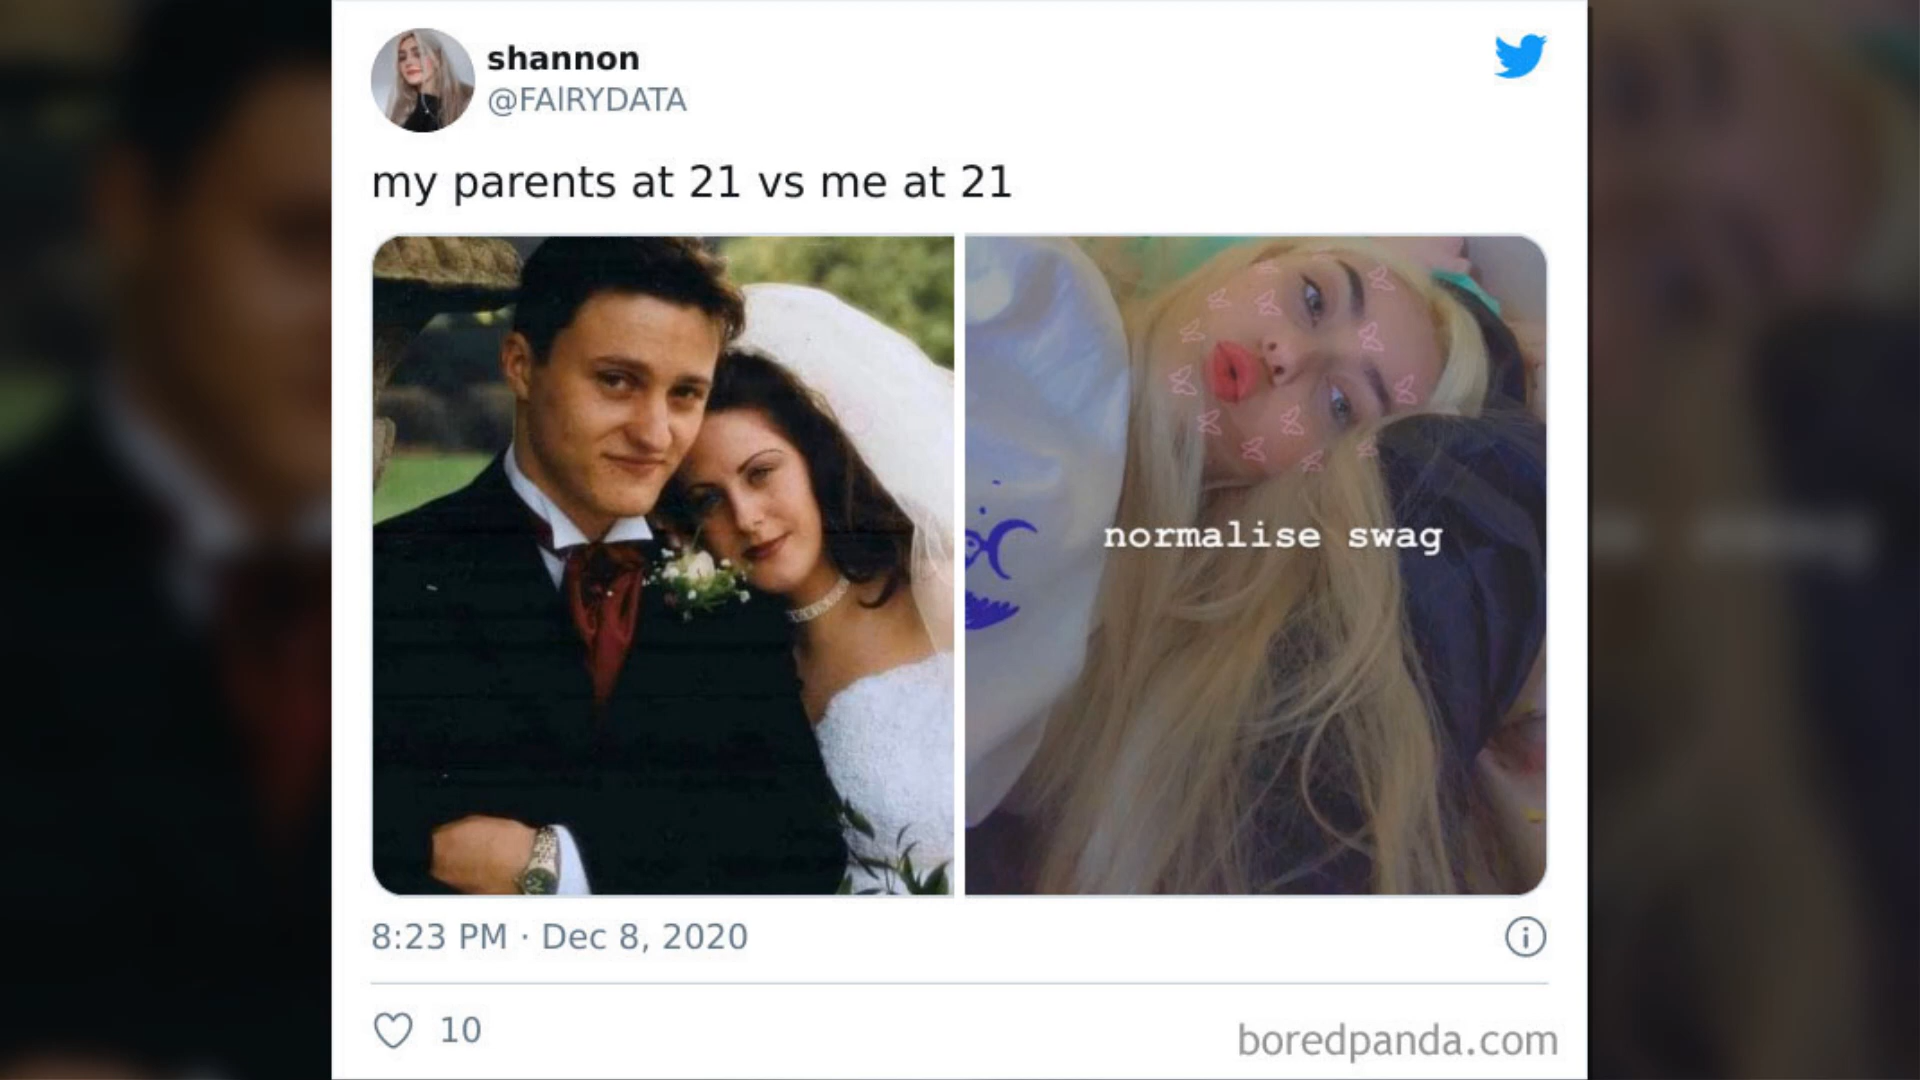 shannon
@FAIRYDATA
my parents at 21 vs me at 21
normalise swag
8:23 PM · Dec 8, 2020
10
boredpanda.com